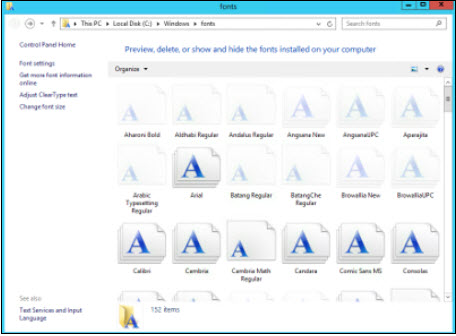 fonts
This PC ▸ Local Disk (C:) ▸ Windows ▸ fonts
Search fonts
Control Panel Home
Font settings
Get more font information
online
Adjust ClearType text
Change font size
Preview, delete, or show and hide the fonts installed on your computer
Organize
Aharoni Bold
Aldhabi Regular
Andalus Regular
Angsana New
AngsanaUPC
Aparajita
Arabic
Typesetting
Regular
Arial
Batang Regular
BatangChe
Regular
Browallia New
BrowalliaUPC
Calibri
Cambria
Cambria Math
Regular
Candara
Comic Sans MS
Consolas
See also
Text Services and Input
Language
152 items